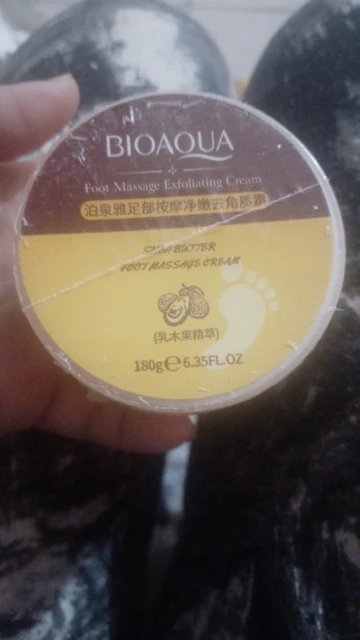 BIOAQUA
Foot Massage Exfoliating Cream
泊泉雅足部按摩净嫩去角质膏
SHEA BUTTER
FOOT MASSAGE CREAM
(乳木果精萃)
180g℮6.35FL.OZ